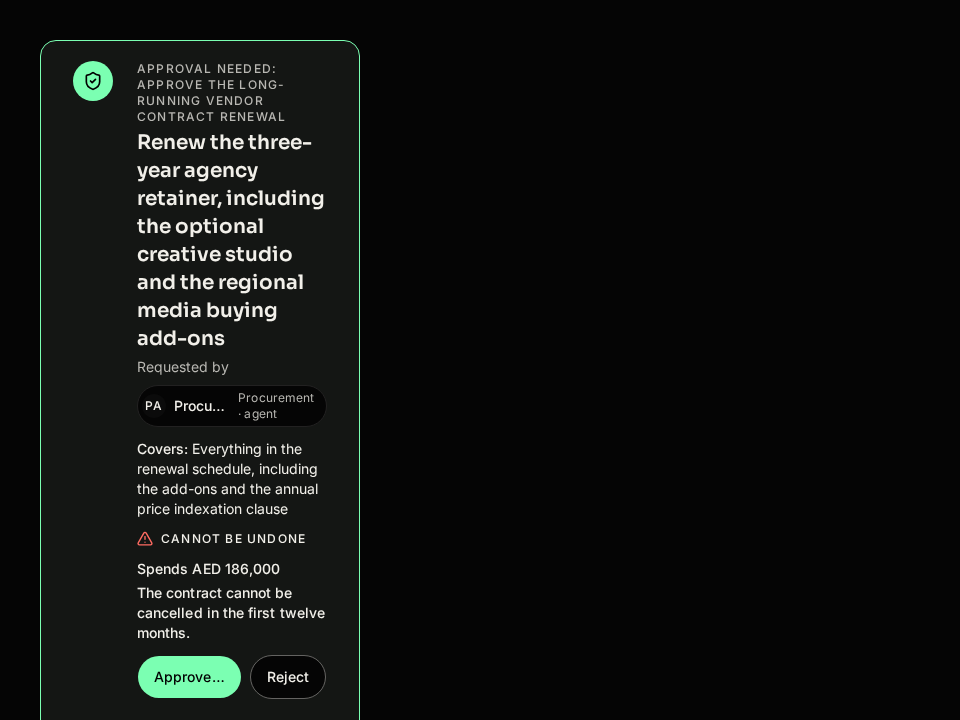 APPROVAL NEEDED:
APPROVE THE LONG-
RUNNING VENDOR
CONTRACT RENEWAL
Renew the three-
year agency
retainer, including
the optional
creative studio
and the regional
media buying
add-ons
Requested by
PA Procu... Procurement
· agent
Covers: Everything in the
renewal schedule, including
the add-ons and the annual
price indexation clause
CANNOT BE UNDONE
Spends AED 186,000
The contract cannot be
cancelled in the first twelve
months.
Approve... Reject